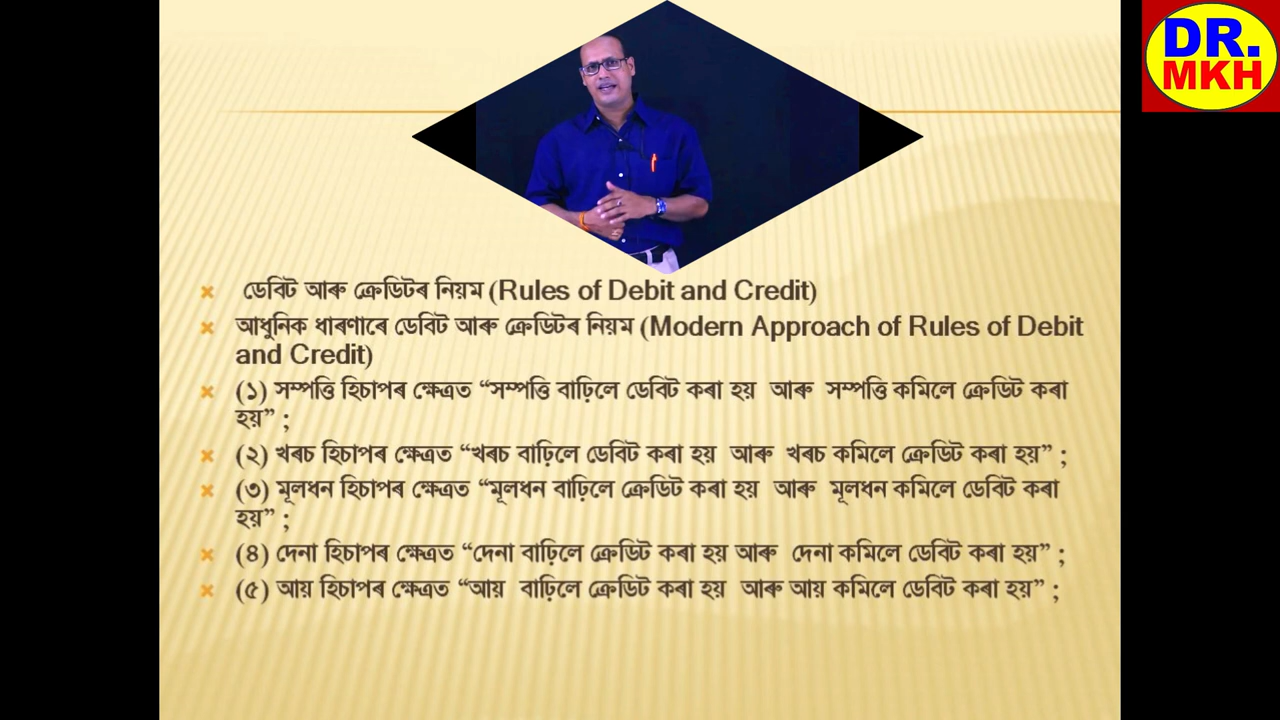 DR.
MKH
ডেবিট আৰু ক্ৰেডিটৰ নিয়ম (Rules of Debit and Credit)
আধুনিক ধাৰণাৰে ডেবিট আৰু ক্ৰেডিটৰ নিয়ম (Modern Approach of Rules of Debit
and Credit)
(১) সম্পত্তি হিচাপৰ ক্ষেত্ৰত “সম্পত্তি বাঢ়িলে ডেবিট কৰা হয় আৰু সম্পত্তি কমিলে ক্ৰেডিট কৰা
হয়” ;
(২) খৰচ হিচাপৰ ক্ষেত্ৰত “খৰচ বাঢ়িলে ডেবিট কৰা হয় আৰু খৰচ কমিলে ক্ৰেডিট কৰা হয়” ;
(৩) মূলধন হিচাপৰ ক্ষেত্ৰত “মূলধন বাঢ়িলে ক্ৰেডিট কৰা হয় আৰু মূলধন কমিলে ডেবিট কৰা
হয়” ;
(৪) দেনা হিচাপৰ ক্ষেত্ৰত “দেনা বাঢ়িলে ক্ৰেডিট কৰা হয় আৰু দেনা কমিলে ডেবিট কৰা হয়” ;
(৫) আয় হিচাপৰ ক্ষেত্ৰত “আয় বাঢ়িলে ক্ৰেডিট কৰা হয় আৰু আয় কমিলে ডেবিট কৰা হয়” ;